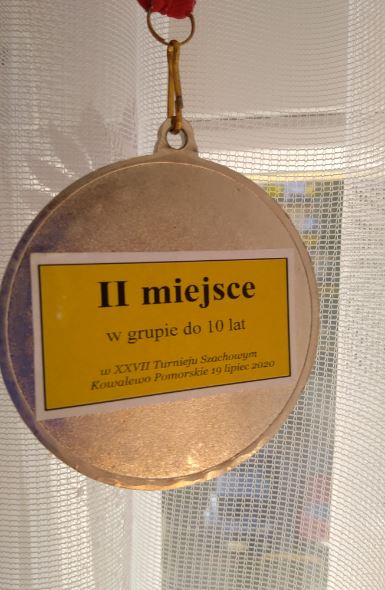 II miejsce
w grupie do 10 lat
w XXVII Turnieju Szachowym
Kowalewo Pomorskie 19 lipiec 2020